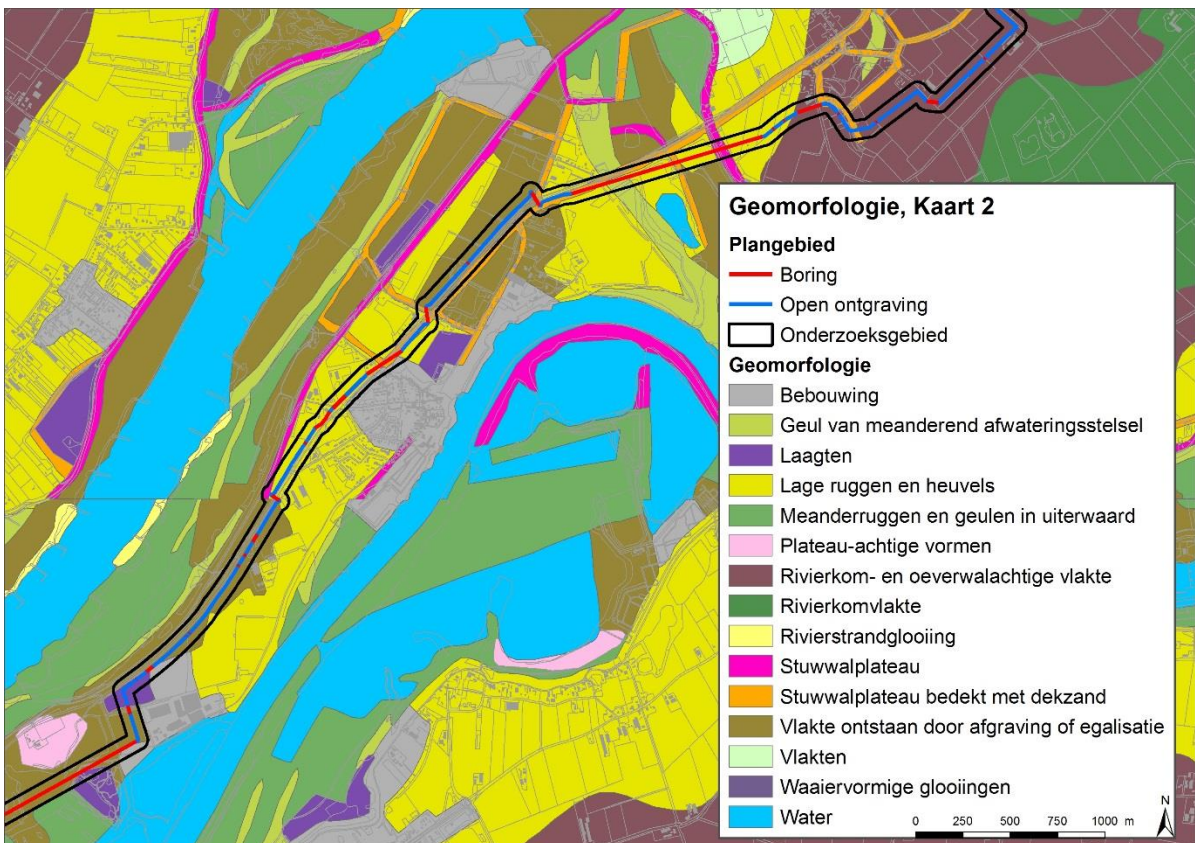 Geomorfologie, Kaart 2
Plangebied
Boring
Open ontgraving
Onderzoeksgebied
Geomorfologie
Bebouwing
Geul van meanderend afwateringsstelsel
Laagten
Lage ruggen en heuvels
Meanderruggen en geulen in uiterwaard
Plateau-achtige vormen
Rivierkom- en oeverwalachtige vlakte
Rivierkomvlakte
Rivierstrandglooiing
Stuwwalplateau
Stuwwalplateau bedekt met dekzand
Vlakte ontstaan door afgraving of egalisatie
Vlakten
Waaiervormige glooiingen
Water
0 250 500 1000 m
N